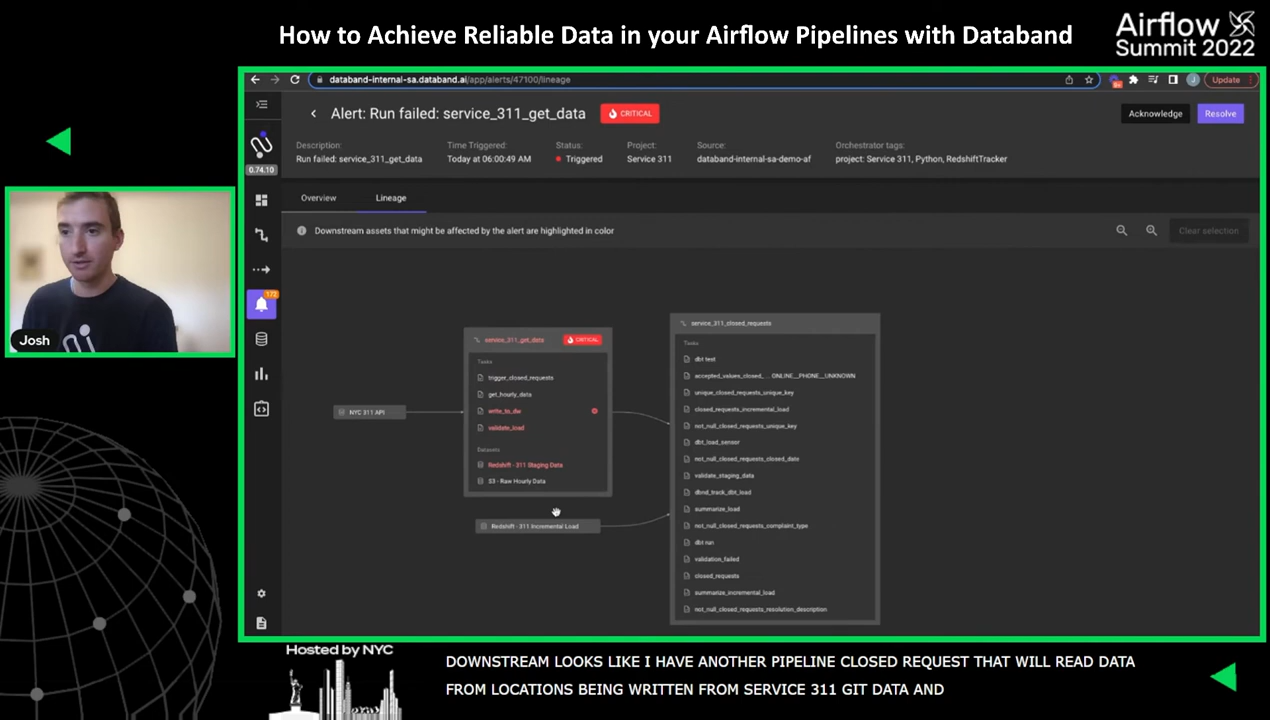 How to Achieve Reliable Data in your Airflow Pipelines with Databand
Airflow
Summit 2022
databand-internal-sa.databand.ai/app/alerts/47100/lineage
J
Update
Alert: Run failed: service_311_get_data
CRITICAL
Acknowledge
Resolve
Description:
Time Triggered:
Status:
Project:
Source:
Orchestrator tags:
Run failed: service_311_get_data
Today at 06:00:49 AM
Triggered
Service 311
databand-internal-sa-demo-af
project: Service 311, Python, RedshiftTracker
0.74.10
Overview
Lineage
Downstream assets that might be affected by the alert are highlighted in color
Clear selection
172
NYC 311 API
service_311_get_data
CRITICAL
Tasks
trigger_closed_requests
get_hourly_data
write_to_dw
validate_load
Datasets
Redshift - 311 Staging Data
S3 - Raw Hourly Data
Redshift - 311 Incremental Load
service_311_closed_requests
Tasks
dbt test
accepted_values_closed_... ONLINE__PHONE__UNKNOWN
unique_closed_requests_unique_key
closed_requests_incremental_load
not_null_closed_requests_unique_key
dbt_load_sensor
not_null_closed_requests_closed_date
validate_staging_data
dbnd_track_dbt_load
summarize_load
not_null_closed_requests_complaint_type
dbt run
validation_failed
closed_requests
summarize_incremental_load
not_null_closed_requests_resolution_description
Josh
Hosted by NYC
DOWNSTREAM LOOKS LIKE I HAVE ANOTHER PIPELINE CLOSED REQUEST THAT WILL READ DATA
FROM LOCATIONS BEING WRITTEN FROM SERVICE 311 GIT DATA AND